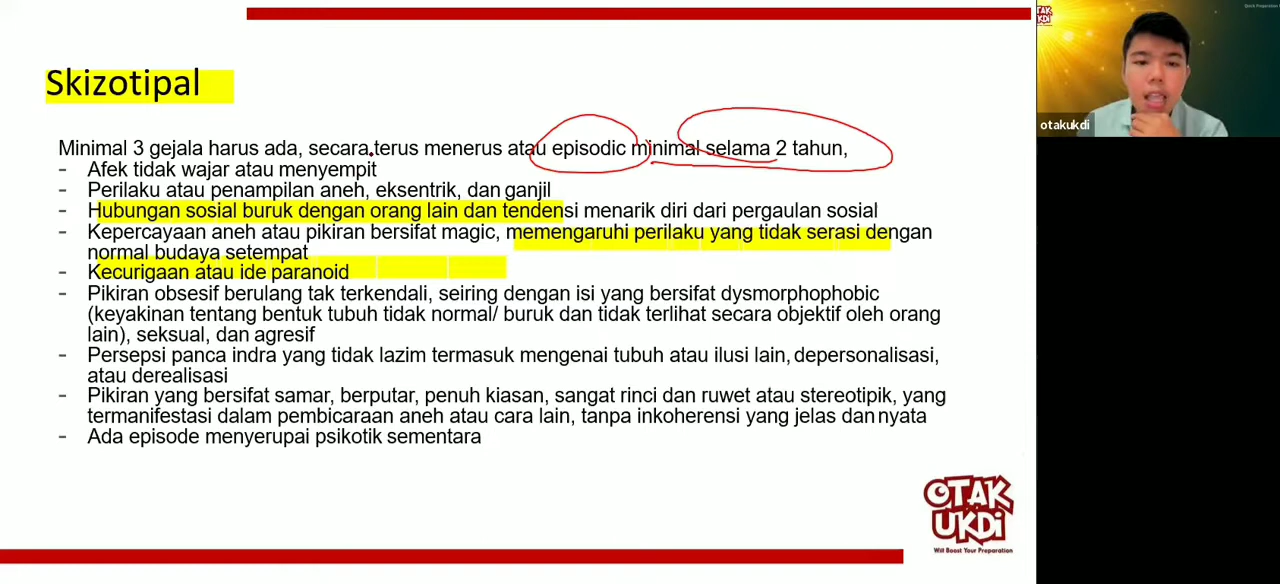 Skizotipal
Minimal 3 gejala harus ada, secara terus menerus atau episodic minimal selama 2 tahun,
- Afek tidak wajar atau menyempit
- Perilaku atau penampilan aneh, eksentrik, dan ganjil
- Hubungan sosial buruk dengan orang lain dan tendensi menarik diri dari pergaulan sosial
- Kepercayaan aneh atau pikiran bersifat magic, memengaruhi perilaku yang tidak serasi dengan
normal budaya setempat
- Kecurigaan atau ide paranoid
- Pikiran obsesif berulang tak terkendali, seiring dengan isi yang bersifat dysmorphophobic
(keyakinan tentang bentuk tubuh tidak normal/ buruk dan tidak terlihat secara objektif oleh orang
lain), seksual, dan agresif
- Persepsi panca indra yang tidak lazim termasuk mengenai tubuh atau ilusi lain, depersonalisasi,
atau derealisasi
- Pikiran yang bersifat samar, berputar, penuh kiasan, sangat rinci dan ruwet atau stereotipik, yang
termanifestasi dalam pembicaraan aneh atau cara lain, tanpa inkoherensi yang jelas dan nyata
- Ada episode menyerupai psikotik sementara
OTAK
UKDI
Will Boost Your Preparation
otakukdi